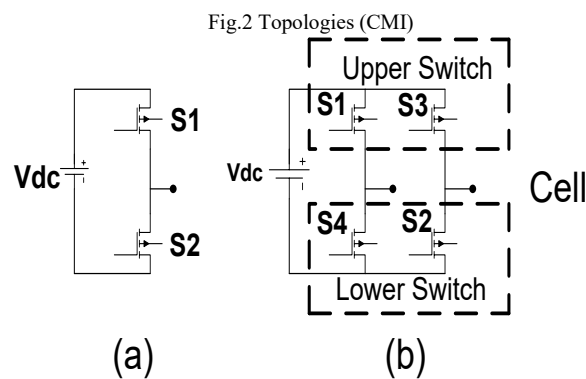 Fig.2 Topologies (CMI)
Upper Switch
S1
S1
S3
Vdc
+
-
Vdc
+
-
Cell
S2
S4
S2
Lower Switch
(a)
(b)